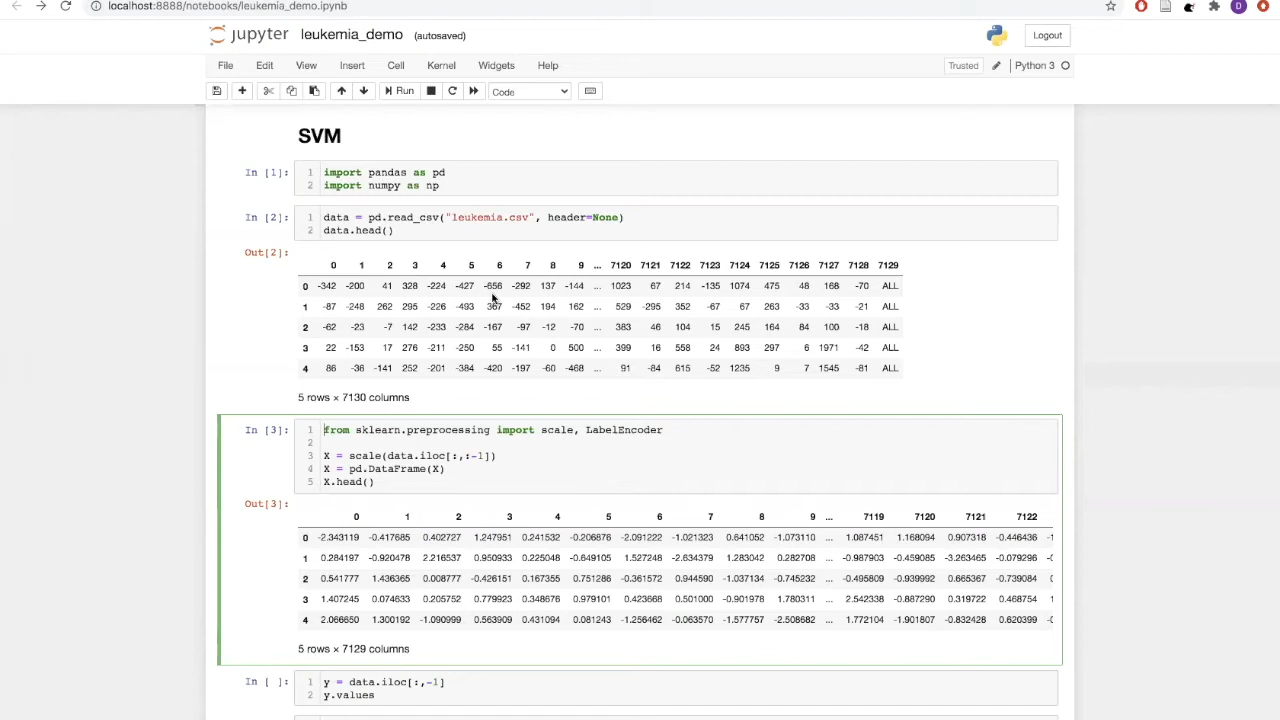 localhost:8888/notebooks/leukemia_demo.ipynb
D
jupyter leukemia_demo (autosaved)
Logout
File Edit View Insert Cell Kernel Widgets Help
Trusted Python 3
Run Code
SVM
In [1]: 1 import pandas as pd
2 import numpy as np
In [2]: 1 data = pd.read_csv("leukemia.csv", header=None)
2 data.head()
Out[2]:
0 1 2 3 4 5 6 7 8 9 ... 7120 7121 7122 7123 7124 7125 7126 7127 7128 7129
0 -342 -200 41 328 -224 -427 -656 -292 137 -144 ... 1023 67 214 -135 1074 475 48 168 -70 ALL
1 -87 -248 262 295 -226 -493 367 -452 194 162 ... 529 -295 352 -67 67 263 -33 -33 -21 ALL
2 -62 -23 -7 142 -233 -284 -167 -97 -12 -70 ... 383 46 104 15 245 164 84 100 -18 ALL
3 22 -153 17 276 -211 -250 55 -141 0 500 ... 399 16 558 24 893 297 6 1971 -42 ALL
4 86 -36 -141 252 -201 -384 -420 -197 -60 -468 ... 91 -84 615 -52 1235 9 7 1545 -81 ALL
5 rows × 7130 columns
In [3]: 1 from sklearn.preprocessing import scale, LabelEncoder
2
3 X = scale(data.iloc[:,:-1])
4 X = pd.DataFrame(X)
5 X.head()
Out[3]:
0 1 2 3 4 5 6 7 8 9 ... 7119 7120 7121 7122
0 -2.343119 -0.417685 0.402727 1.247951 0.241532 -0.206876 -2.091222 -1.021323 0.641052 -1.073110 ... 1.087451 1.168094 0.907318 -0.446436 -1
1 0.284197 -0.920478 2.216537 0.950933 0.225048 -0.649105 1.527248 -2.634379 1.283042 0.282708 ... -0.987903 -0.459085 -3.263465 -0.079296 -0
2 0.541777 1.436365 0.008777 -0.426151 0.167355 0.751286 -0.361572 0.944590 -1.037134 -0.745232 ... -0.495809 -0.939992 0.665367 -0.739084 0
3 1.407245 0.074633 0.205752 0.779923 0.348676 0.979101 0.423668 0.501000 -0.901978 1.780311 ... 2.542338 -0.887290 0.319722 0.468754 1
4 2.066650 1.300192 -1.090999 0.563909 0.431094 0.081243 -1.256462 -0.063570 -1.577757 -2.508682 ... 1.772104 -1.901807 -0.832428 0.620399 -0
5 rows × 7129 columns
In [ ]: 1 y = data.iloc[:,-1]
2 y.values